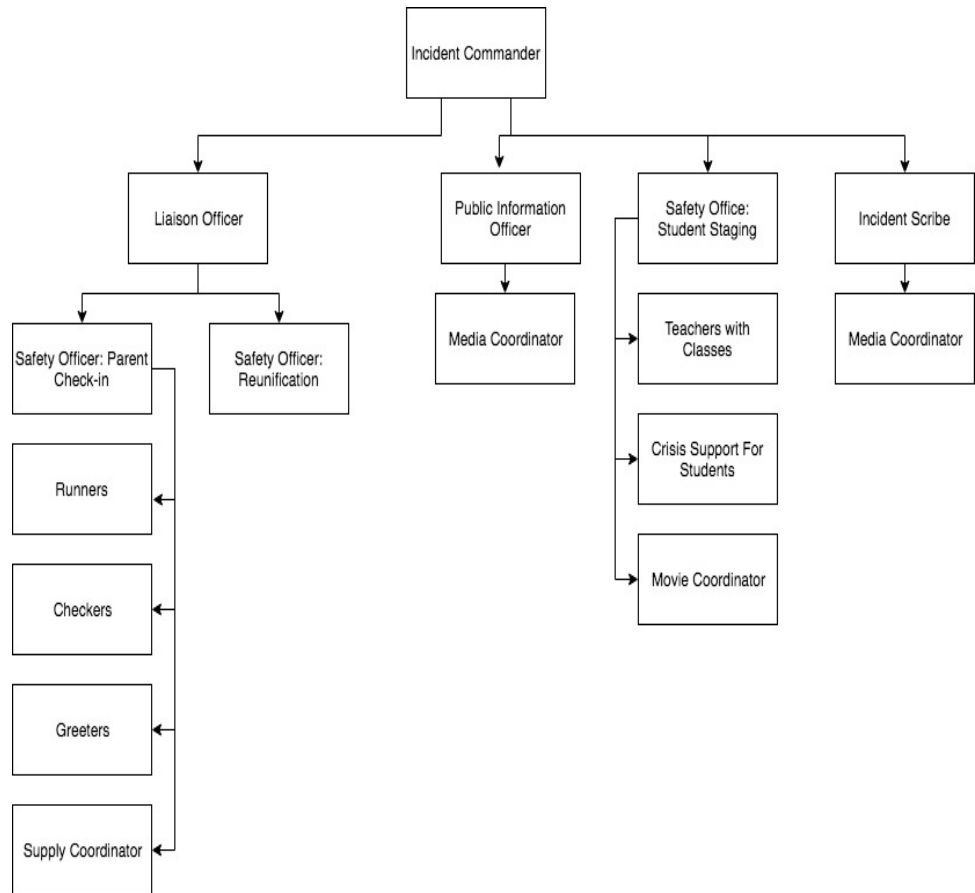 Incident Commander
Liaison Officer
Public Information
Officer
Safety Office:
Student Staging
Incident Scribe
Safety Officer: Parent
Check-in
Safety Officer:
Reunification
Media Coordinator
Teachers with
Classes
Media Coordinator
Runners
Crisis Support For
Students
Checkers
Movie Coordinator
Greeters
Supply Coordinator